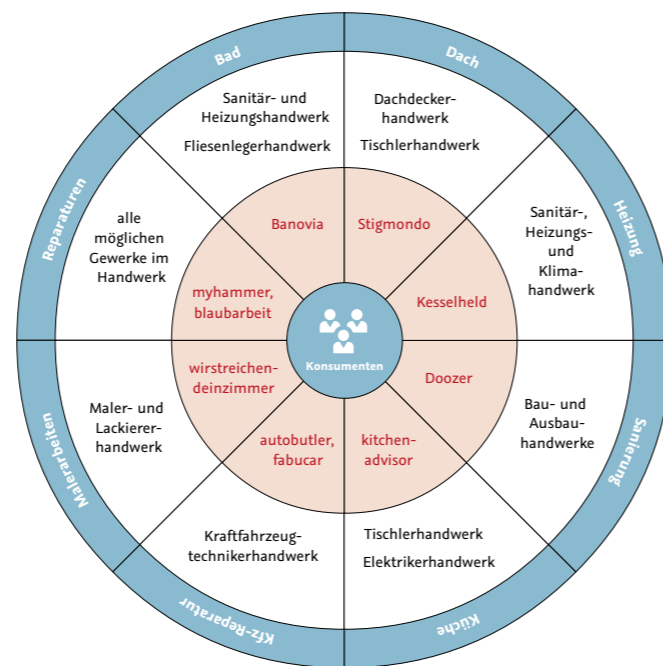 Bad
Dach
Heizung
Sanierung
Küche
Kfz-Reparatur
Malerarbeiten
Reparaturen
Sanitär- und
Heizungshandwerk
Fliesenlegerhandwerk
Dachdecker-
handwerk
Tischlerhandwerk
Sanitär-,
Heizungs-
und
Klima-
handwerk
Bau- und
Ausbau-
handwerke
Tischlerhandwerk
Elektrikerhandwerk
Kraftfahrzeug-
technikerhandwerk
Maler- und
Lackierer-
handwerk
alle
möglichen
Gewerke im
Handwerk
Banovia
Stigmondo
Kesselheld
Doozer
kitchen-
advisor
autobutler,
fabucar
wirstreichen-
deinzimmer
myhammer,
blaubarbeit
Konsumenten